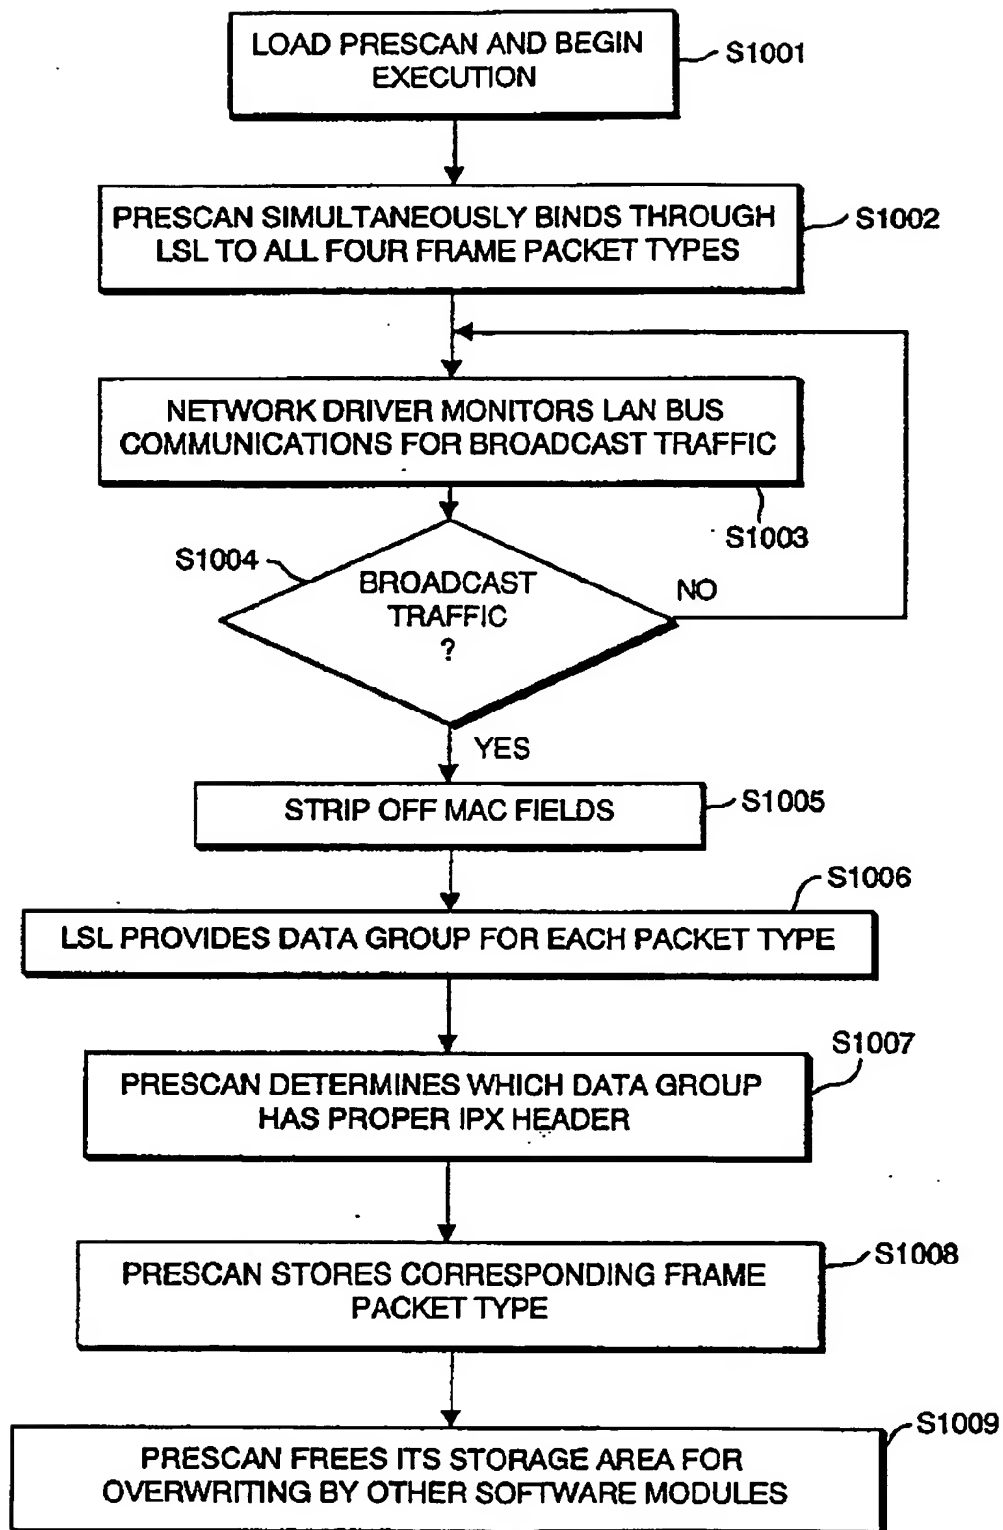 LOAD PRESCAN AND BEGIN
EXECUTION
S1001
PRESCAN SIMULTANEOUSLY BINDS THROUGH
LSL TO ALL FOUR FRAME PACKET TYPES
S1002
NETWORK DRIVER MONITORS LAN BUS
COMMUNICATIONS FOR BROADCAST TRAFFIC
S1003
S1004
BROADCAST
TRAFFIC
?
NO
YES
STRIP OFF MAC FIELDS
S1005
S1006
LSL PROVIDES DATA GROUP FOR EACH PACKET TYPE
S1007
PRESCAN DETERMINES WHICH DATA GROUP
HAS PROPER IPX HEADER
S1008
PRESCAN STORES CORRESPONDING FRAME
PACKET TYPE
S1009
PRESCAN FREES ITS STORAGE AREA FOR
OVERWRITING BY OTHER SOFTWARE MODULES